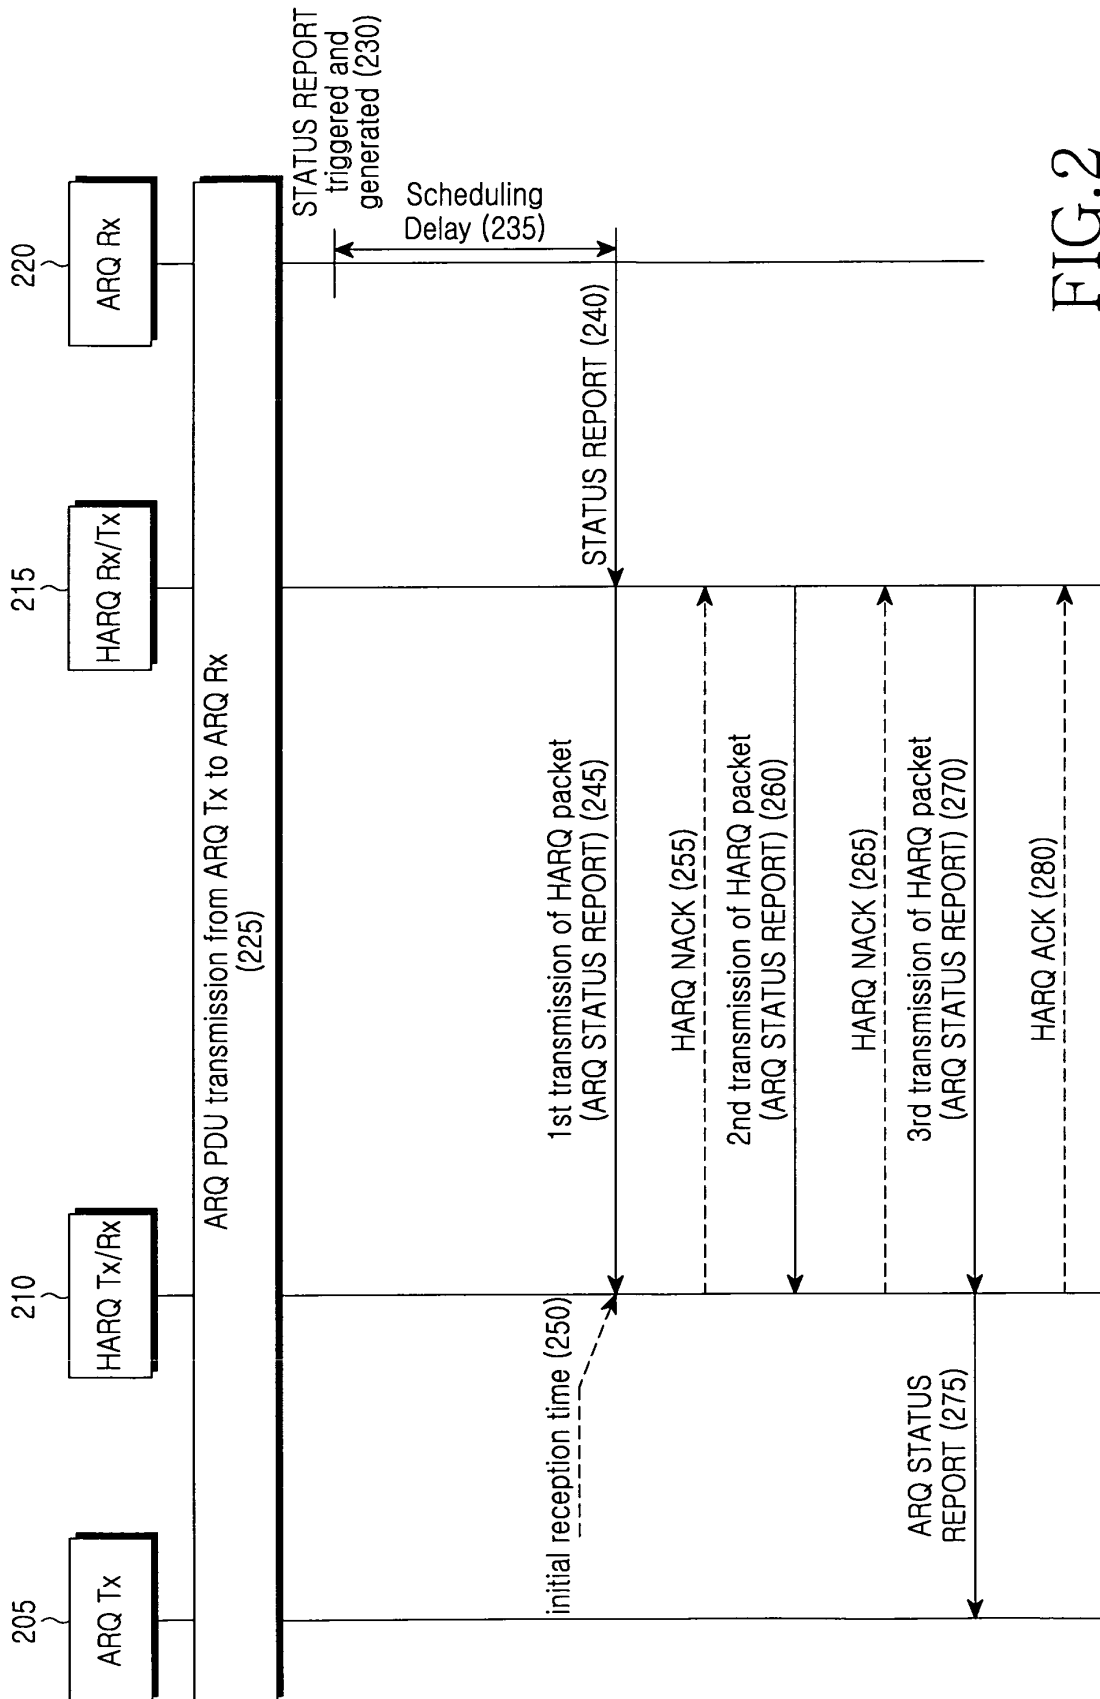 205
210
215
220
ARQ Tx
HARQ Tx/Rx
HARQ Rx/Tx
ARQ Rx
ARQ PDU transmission from ARQ Tx to ARQ Rx
(225)
STATUS REPORT
triggered and
generated (230)
Scheduling
Delay (235)
STATUS REPORT (240)
1st transmission of HARQ packet
(ARQ STATUS REPORT) (245)
initial reception time (250)
HARQ NACK (255)
2nd transmission of HARQ packet
(ARQ STATUS REPORT) (260)
HARQ NACK (265)
3rd transmission of HARQ packet
(ARQ STATUS REPORT) (270)
ARQ STATUS
REPORT (275)
HARQ ACK (280)
FIG.2